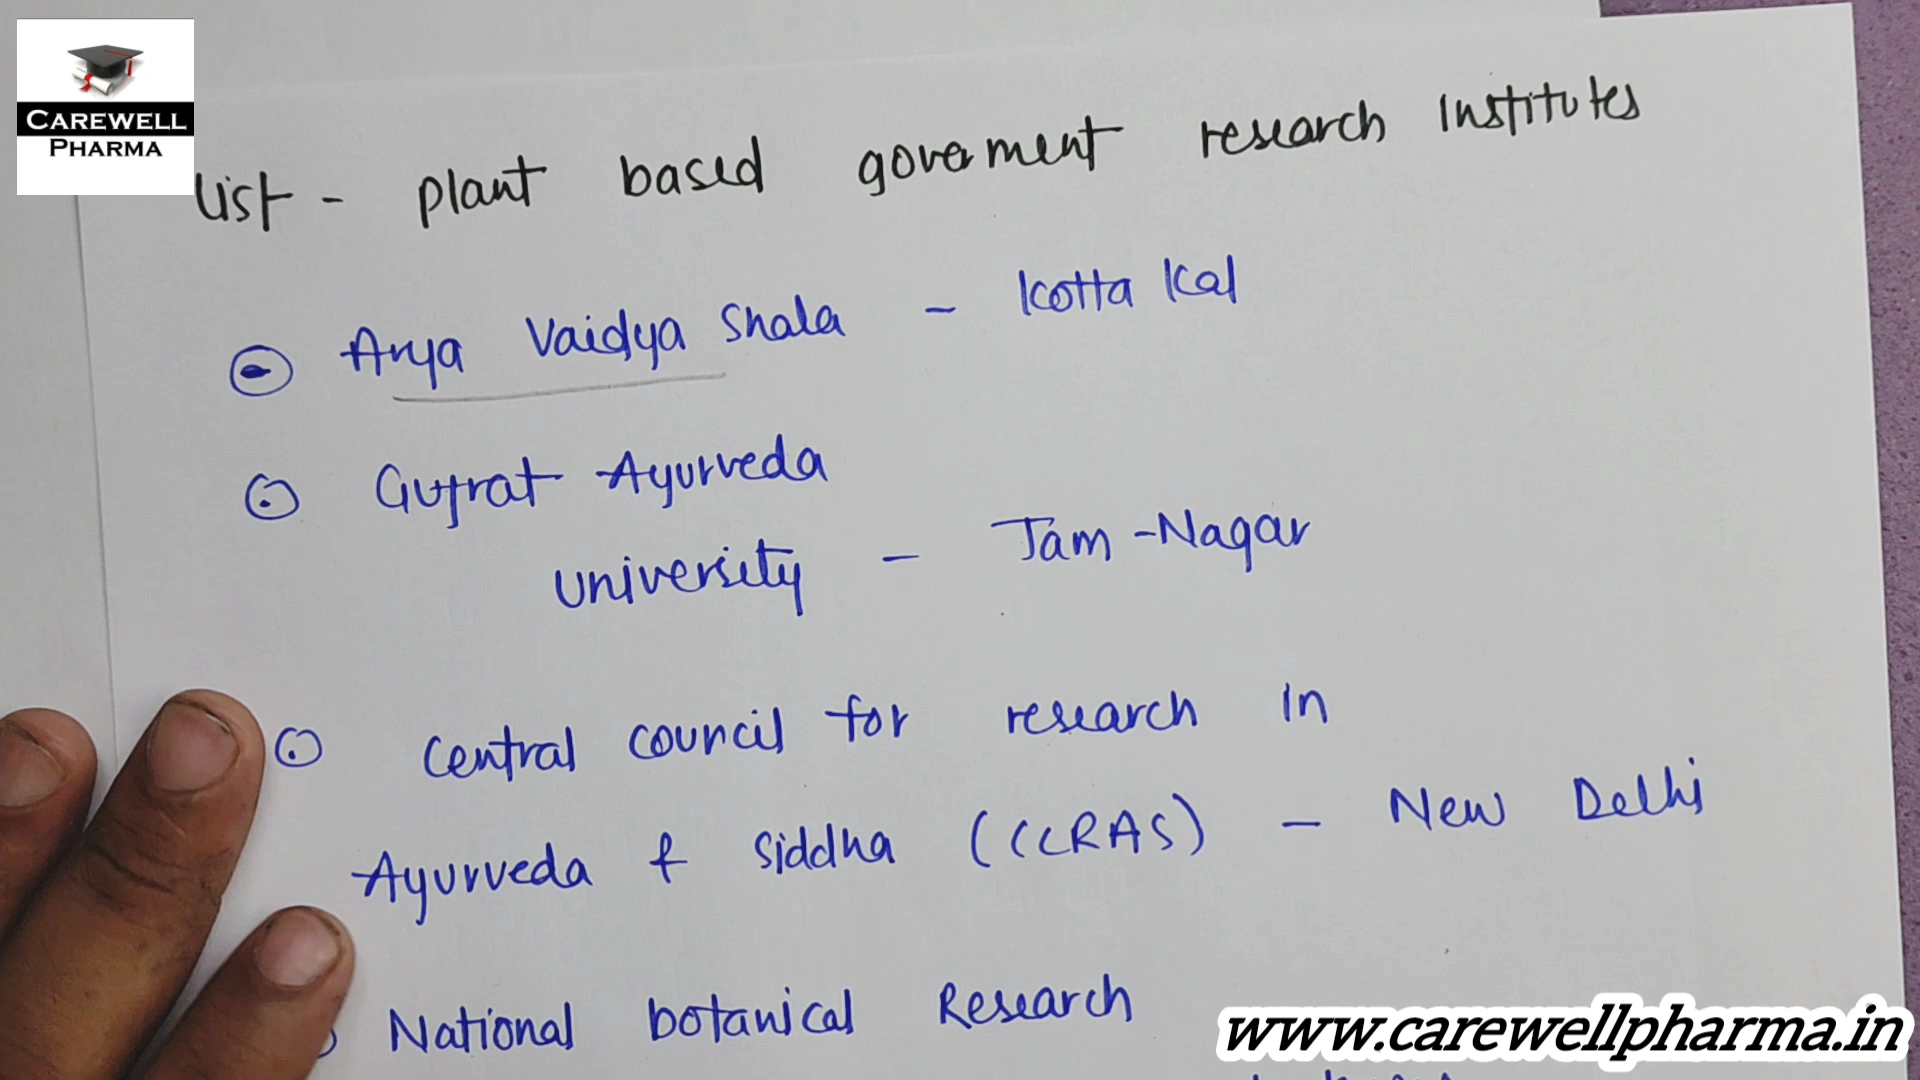 CAREWELL
PHARMA
List - plant based goverment research Institutes
Arya Vaidya Shala - Kotta Kal
Gujrat Ayurveda
University - Jam-Nagar
Central council for research in
Ayurveda & Siddha (CCRAS) - New Delhi
National botanical Research
www.carewellpharma.in